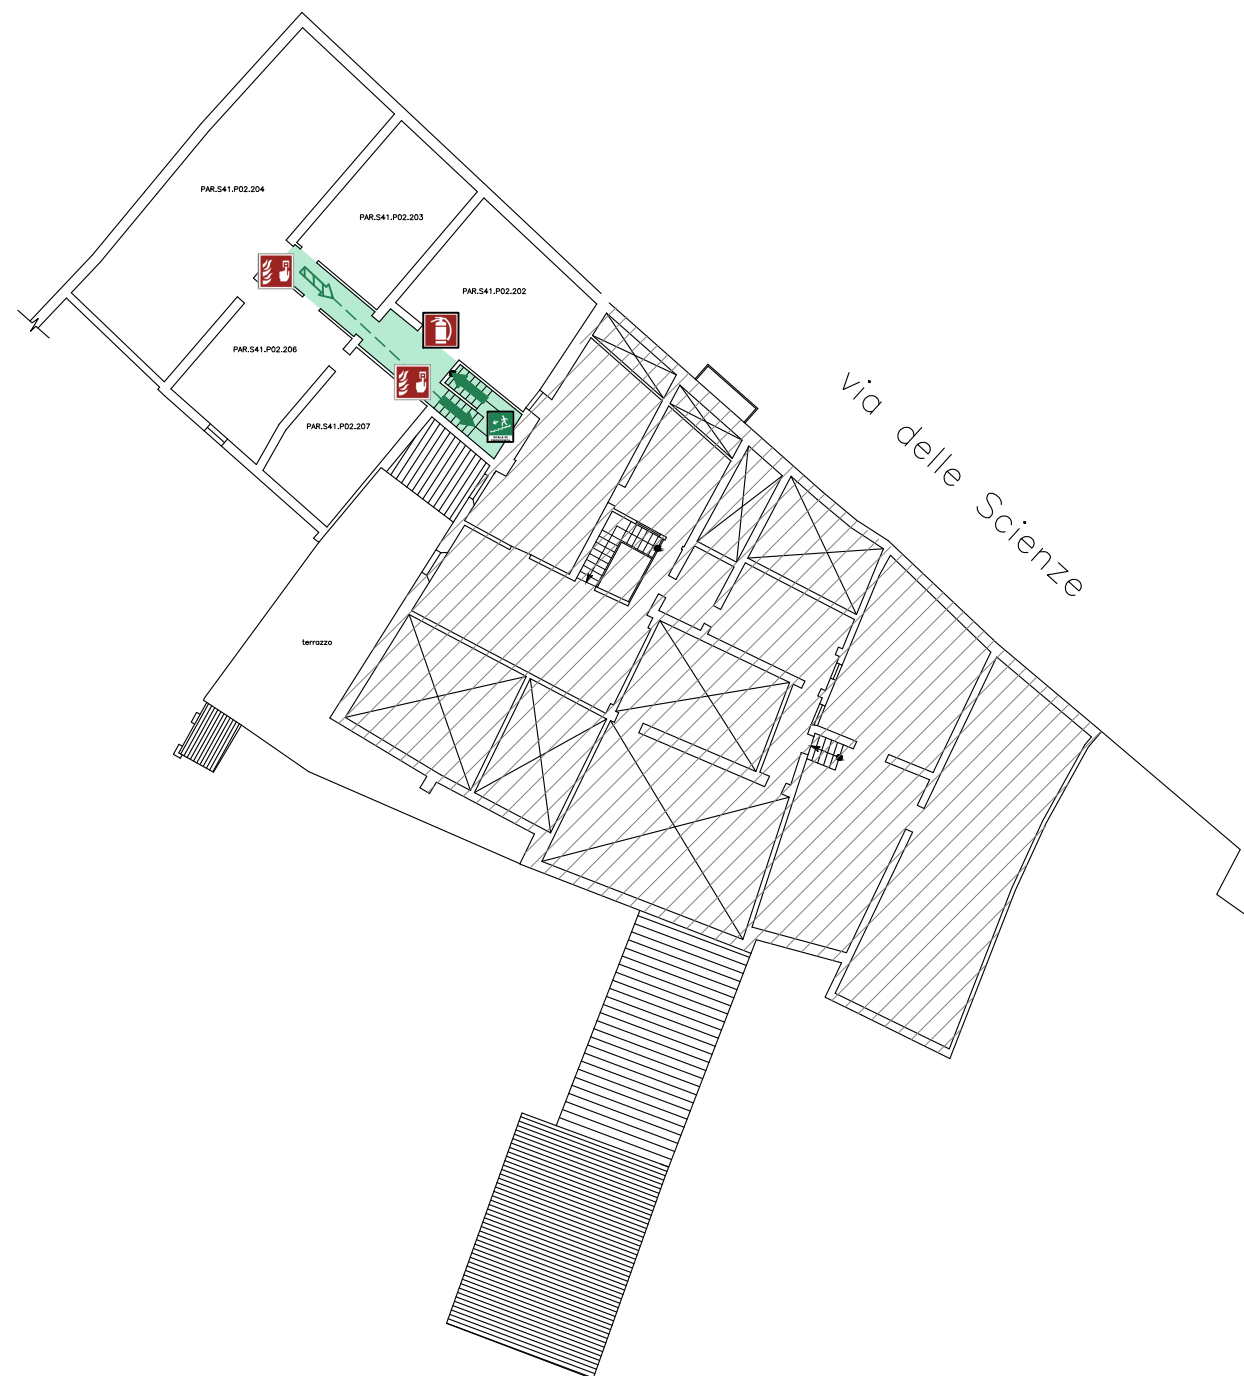 PAR.S41.P02.204
PAR.S41.P02.203
PAR.S41.P02.202
PAR.S41.P02.206
PAR.S41.P02.207
via delle Scienze
terrazzo